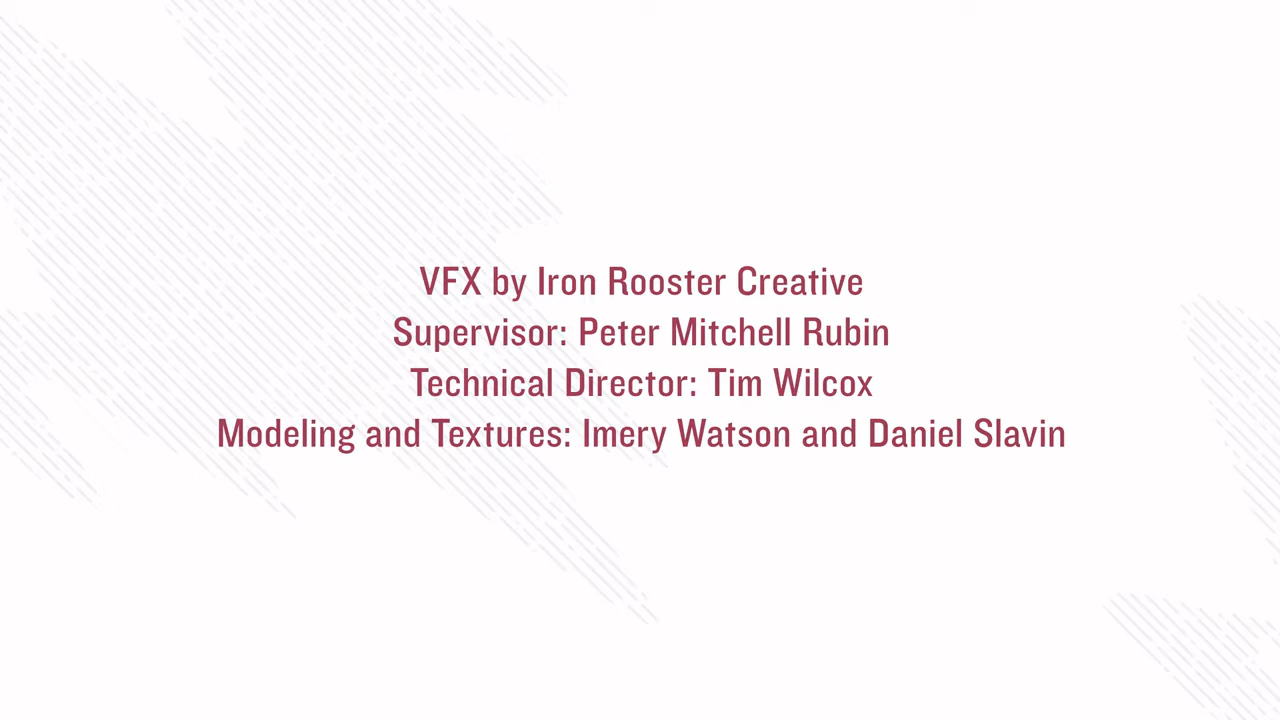 VFX by Iron Rooster Creative
Supervisor: Peter Mitchell Rubin
Technical Director: Tim Wilcox
Modeling and Textures: Imery Watson and Daniel Slavin